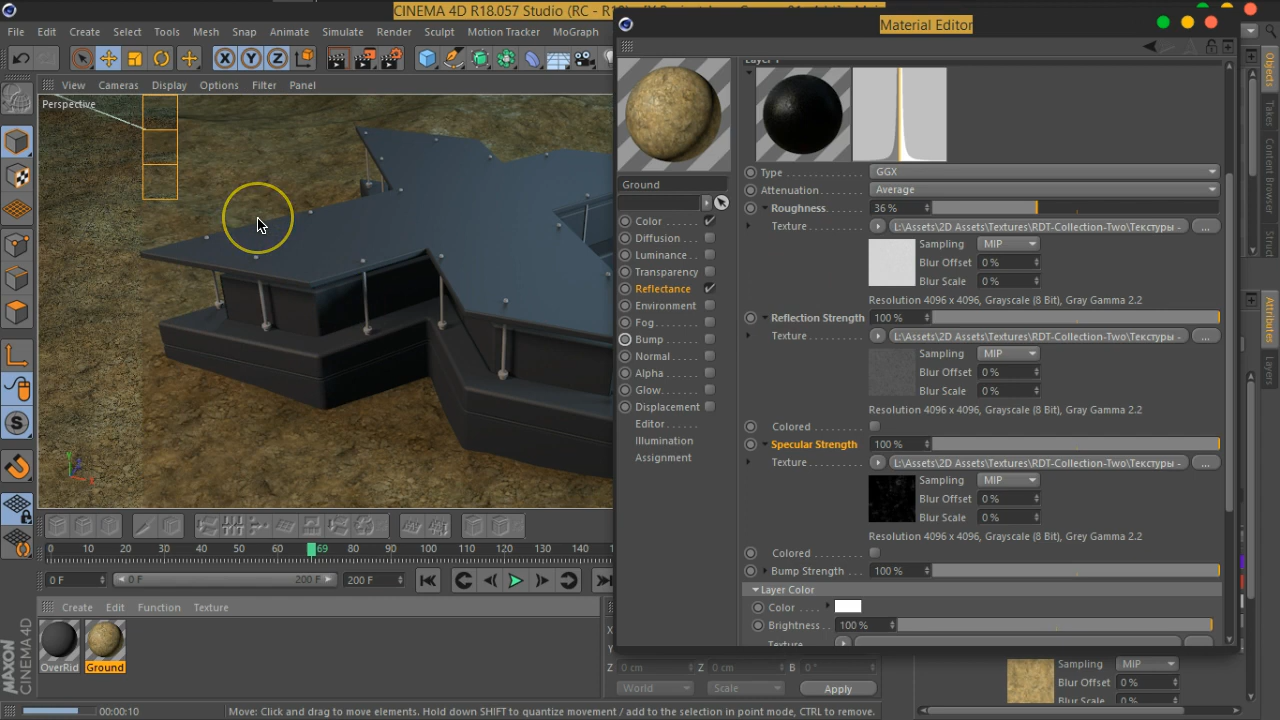 CINEMA 4D R18.057 Studio (RC - R18)
Material Editor
File Edit Create Select Tools Mesh Snap Animate Simulate Render Sculpt Motion Tracker MoGraph
X Y Z
View Cameras Display Options Filter Panel
Perspective
Ground
Color
Diffusion
Luminance
Transparency
Reflectance
Environment
Fog
Bump
Normal
Alpha
Glow
Displacement
Editor
Illumination
Assignment
Layer 1
Type GGX
Attenuation Average
Roughness 36 %
Texture L:\Assets\2D Assets\Textures\RDT-Collection-Two\Текстуры - ...
Sampling MIP
Blur Offset 0 %
Blur Scale 0 %
Resolution 4096 x 4096, Grayscale (8 Bit), Gray Gamma 2.2
Reflection Strength 100 %
Texture L:\Assets\2D Assets\Textures\RDT-Collection-Two\Текстуры - ...
Sampling MIP
Blur Offset 0 %
Blur Scale 0 %
Resolution 4096 x 4096, Grayscale (8 Bit), Gray Gamma 2.2
Colored
Specular Strength 100 %
Texture L:\Assets\2D Assets\Textures\RDT-Collection-Two\Текстуры - ...
Sampling MIP
Blur Offset 0 %
Blur Scale 0 %
Resolution 4096 x 4096, Grayscale (8 Bit), Gray Gamma 2.2
Colored
Bump Strength 100 %
Layer Color
Color
Brightness 100 %
Texture
Objects
Takes
Content Browser
Struct
Attributes
Layers
0 10 20 30 40 50 60 69 80 90 100 110 120 130 140
0 F 0 F 200 F 200 F
Create Edit Function Texture
OverRid Ground
MAXON CINEMA 4D
X
Y
Z 0 cm Z 0 cm B 0 °
World Scale Apply
Sampling MIP
Blur Offset 0 %
Blur Scale 0 %
00:00:10 Move: Click and drag to move elements. Hold down SHIFT to quantize movement / add to the selection in point mode, CTRL to remove.